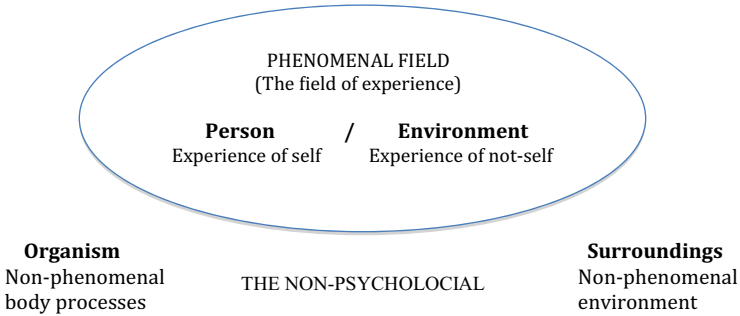 PHENOMENAL FIELD
(The field of experience)
Person / Environment
Experience of self Experience of not-self
Organism Surroundings
Non-phenomenal THE NON-PSYCHOLOCIAL Non-phenomenal
body processes environment